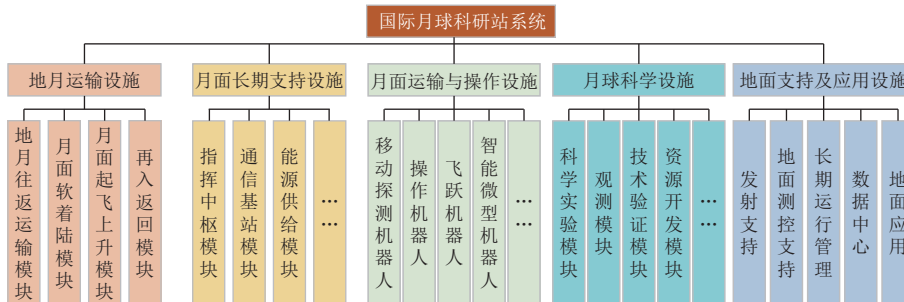 国际月球科研站系统
地月运输设施
月面长期支持设施
月面运输与操作设施
月球科学设施
地面支持及应用设施
地月往返运输模块
月面软着陆模块
月面起飞上升模块
再入返回模块
指挥中枢模块
通信基站模块
能源供给模块
……
移动探测机器人
操作机器人
飞跃机器人
智能微型机器人
……
科学实验模块
观测模块
技术验证模块
资源开发模块
……
发射支持
地面测控支持
长期运行管理
数据中心
地面应用